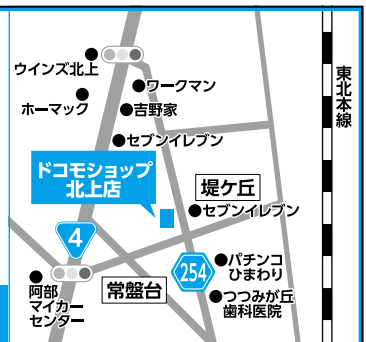 ウインズ北上
ワークマン
ホーマック
吉野家
セブンイレブン
東北本線
ドコモショップ
北上店
堤ケ丘
セブンイレブン
4
254
パチンコ
ひまわり
阿部
マイカー
センター
常盤台
つつみが丘
歯科医院